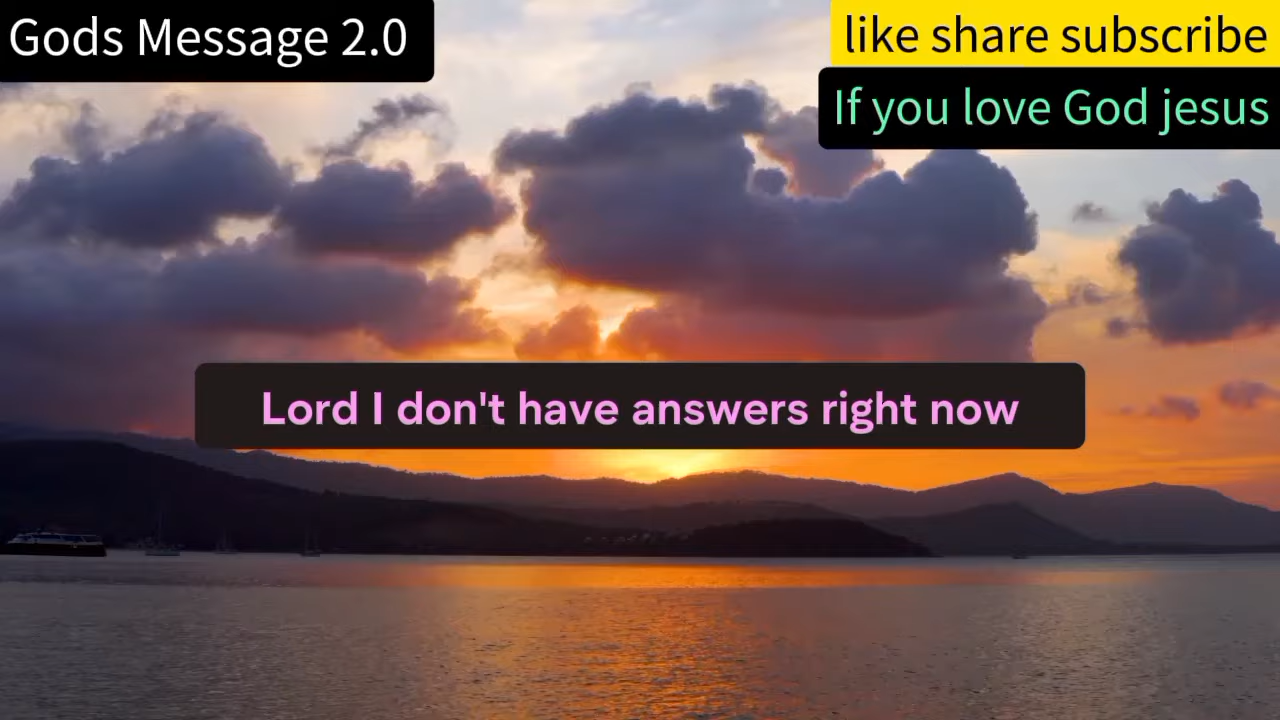 Gods Message 2.0
like share subscribe
If you love God jesus
Lord I don't have answers right now